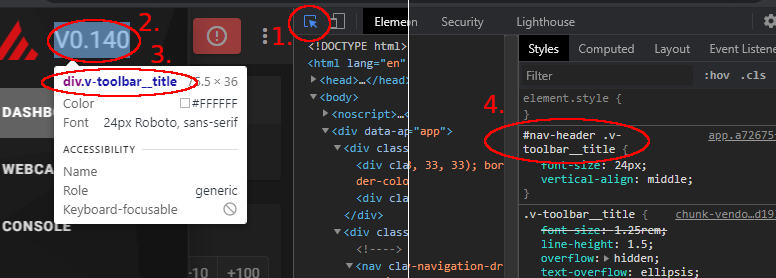 2.
V0.140
1.
3.
div.v-toolbar__title
5.5 × 36
Color
#FFFFFF
Font
24px Roboto, sans-serif
ACCESSIBILITY
Name
Role
generic
Keyboard-focusable
DASHBO
WEBCA
CONSOLE
-10
+100
Elemen
Security
Lighthouse
<!DOCTYPE html>
<html lang="en"
<head>…</head>
<body>
<noscript>…</
<div data-ap="app">
<div class
<div cla 3, 33, 33); bor
der-colo
<div cla
</div>
<div class
<!---->
<nav cla y-navigation-dr
Styles
Computed
Layout
Event Listene
Filter
:hov
.cls
element.style {
}
4.
#nav-header .v-
toolbar__title {
app.a72675
font-size: 24px;
vertical-align: middle;
}
.v-toolbar__title {
chunk-vendo…d19
font-size: 1.25rem;
line-height: 1.5;
overflow: hidden;
text-overflow: ellipsis